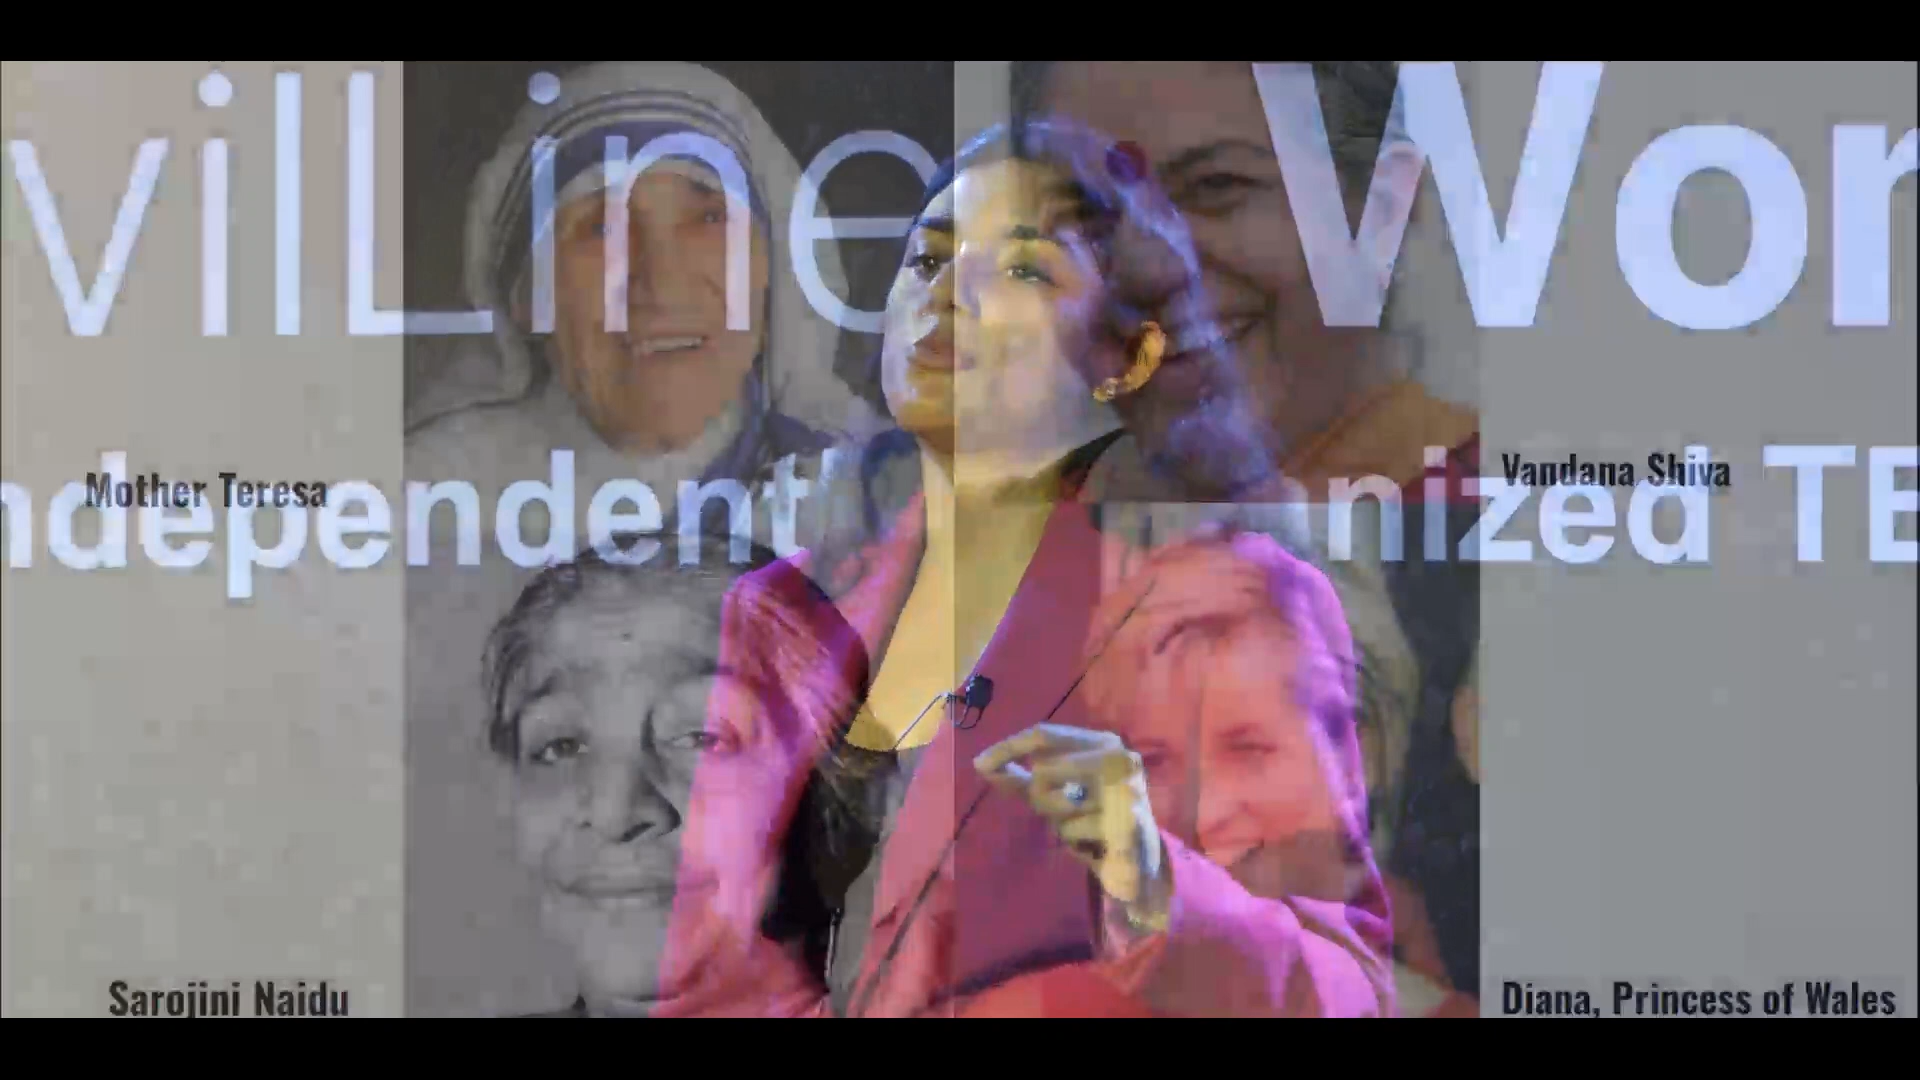 vilLine Wor
ndependent nized TE
Mother Teresa
Vandana Shiva
Sarojini Naidu
Diana, Princess of Wales